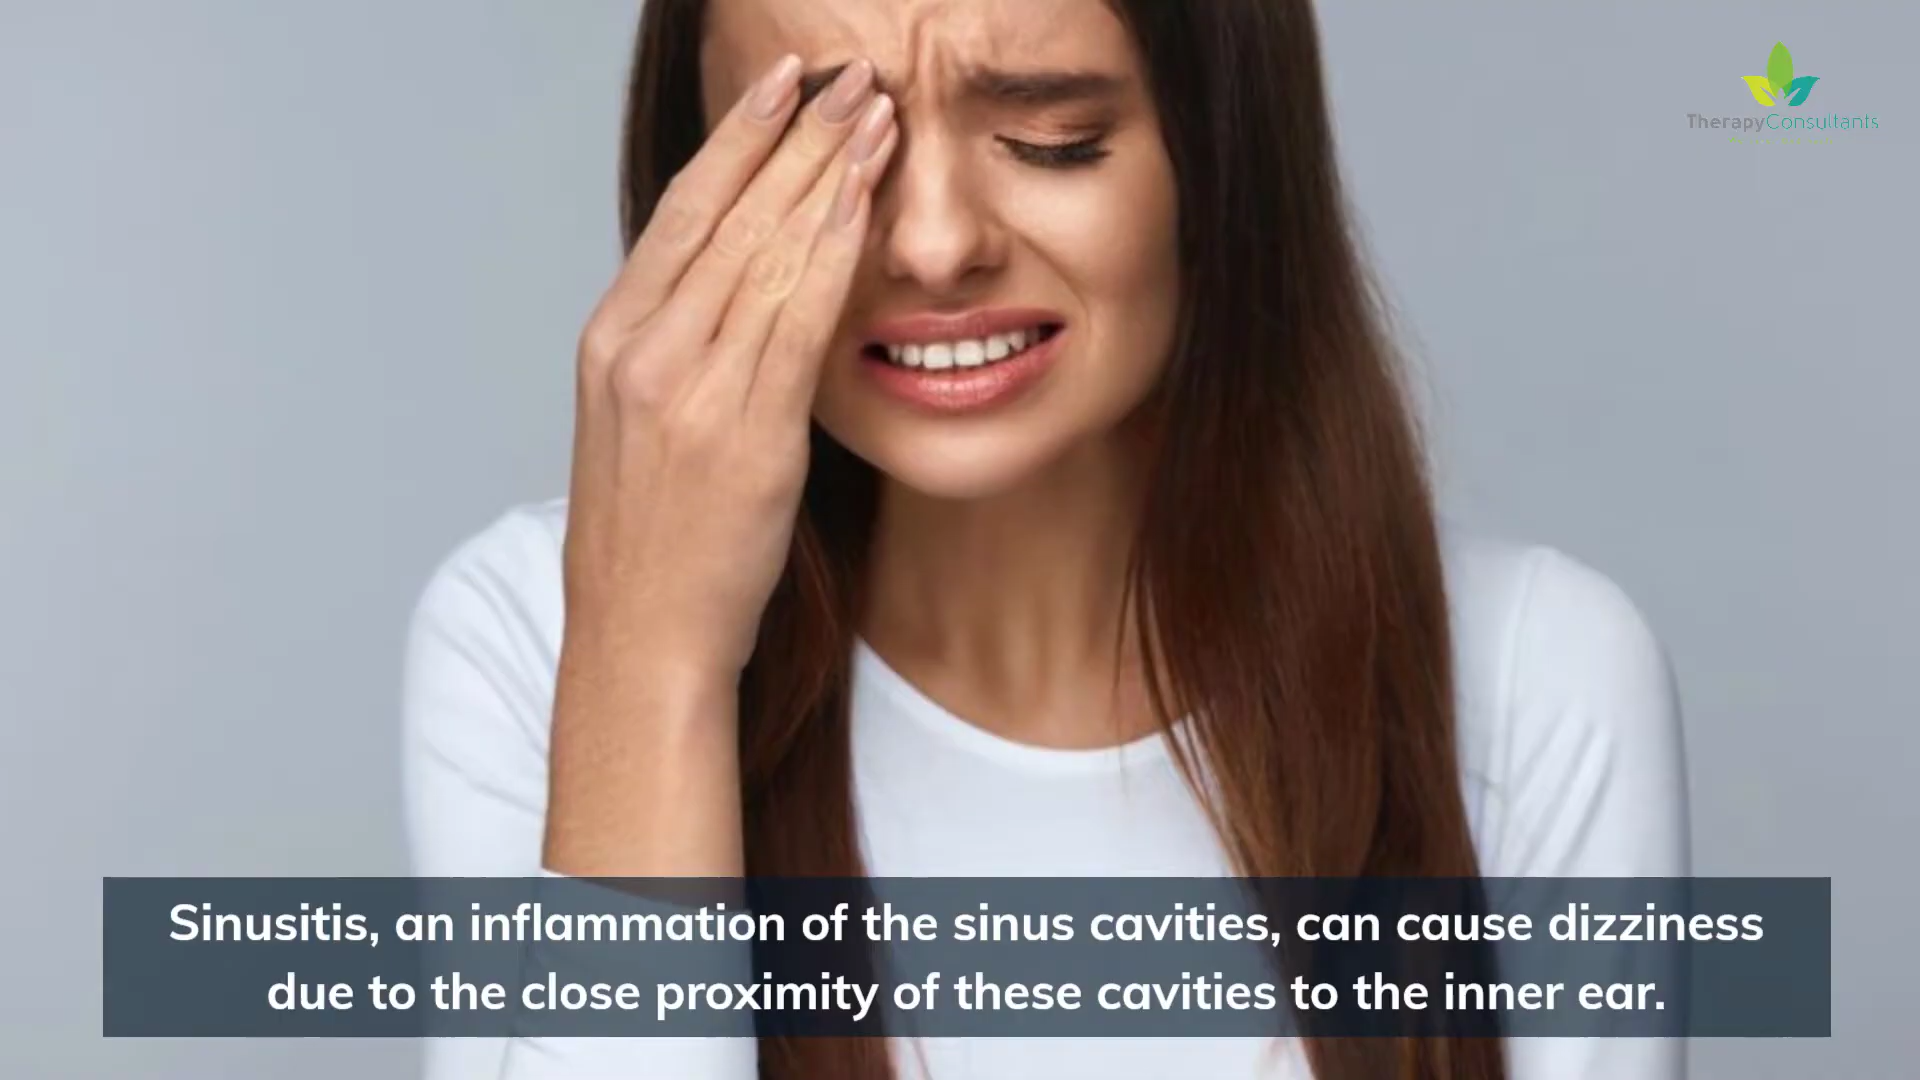 TherapyConsultants
Sinusitis, an inflammation of the sinus cavities, can cause dizziness
due to the close proximity of these cavities to the inner ear.